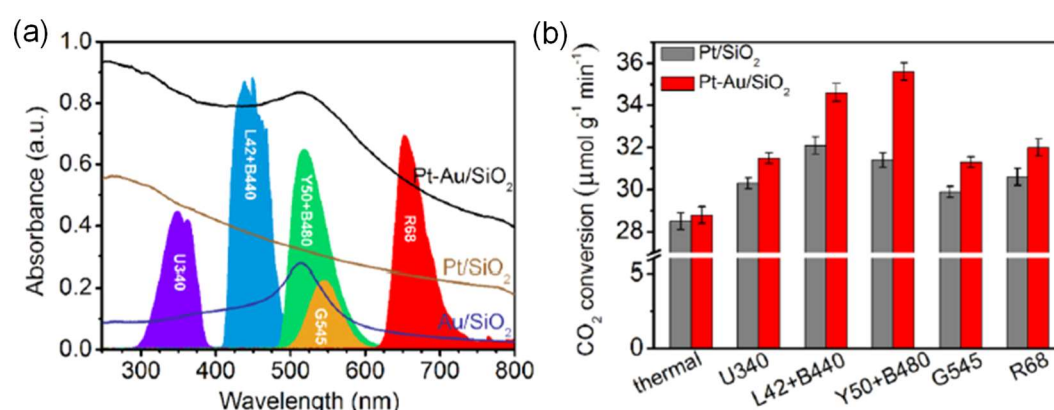 (a)
Absorbance (a.u.)
1.0
0.8
0.6
0.4
0.2
0.0
300
400
500
600
700
800
Wavelength (nm)
U340
L42+B440
Y50+B480
G545
R68
Pt-Au/SiO₂
Pt/SiO₂
Au/SiO₂
(b)
CO₂ conversion (µmol g⁻¹ min⁻¹)
36
34
32
30
28
5
0
Pt/SiO₂
Pt-Au/SiO₂
thermal
U340
L42+B440
Y50+B480
G545
R68